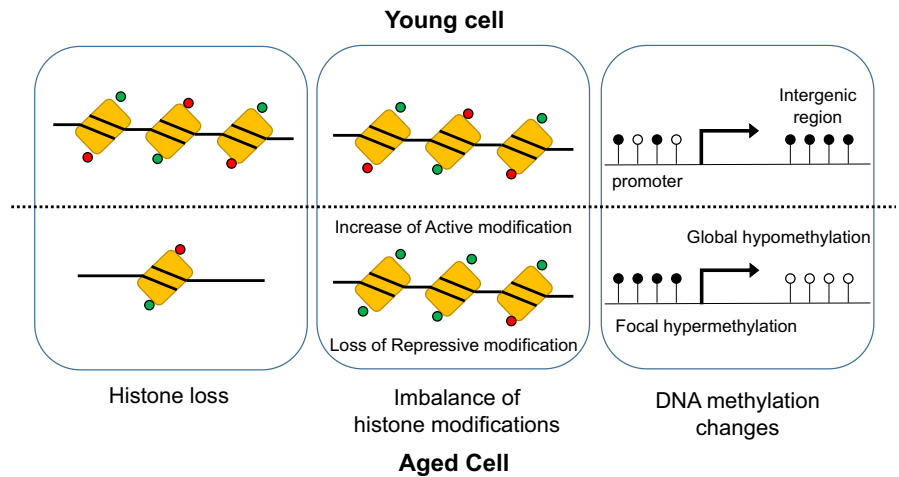 Young cell
Intergenic
region
promoter
Increase of Active modification
Global hypomethylation
Loss of Repressive modification
Focal hypermethylation
Histone loss
Imbalance of
histone modifications
DNA methylation
changes
Aged Cell